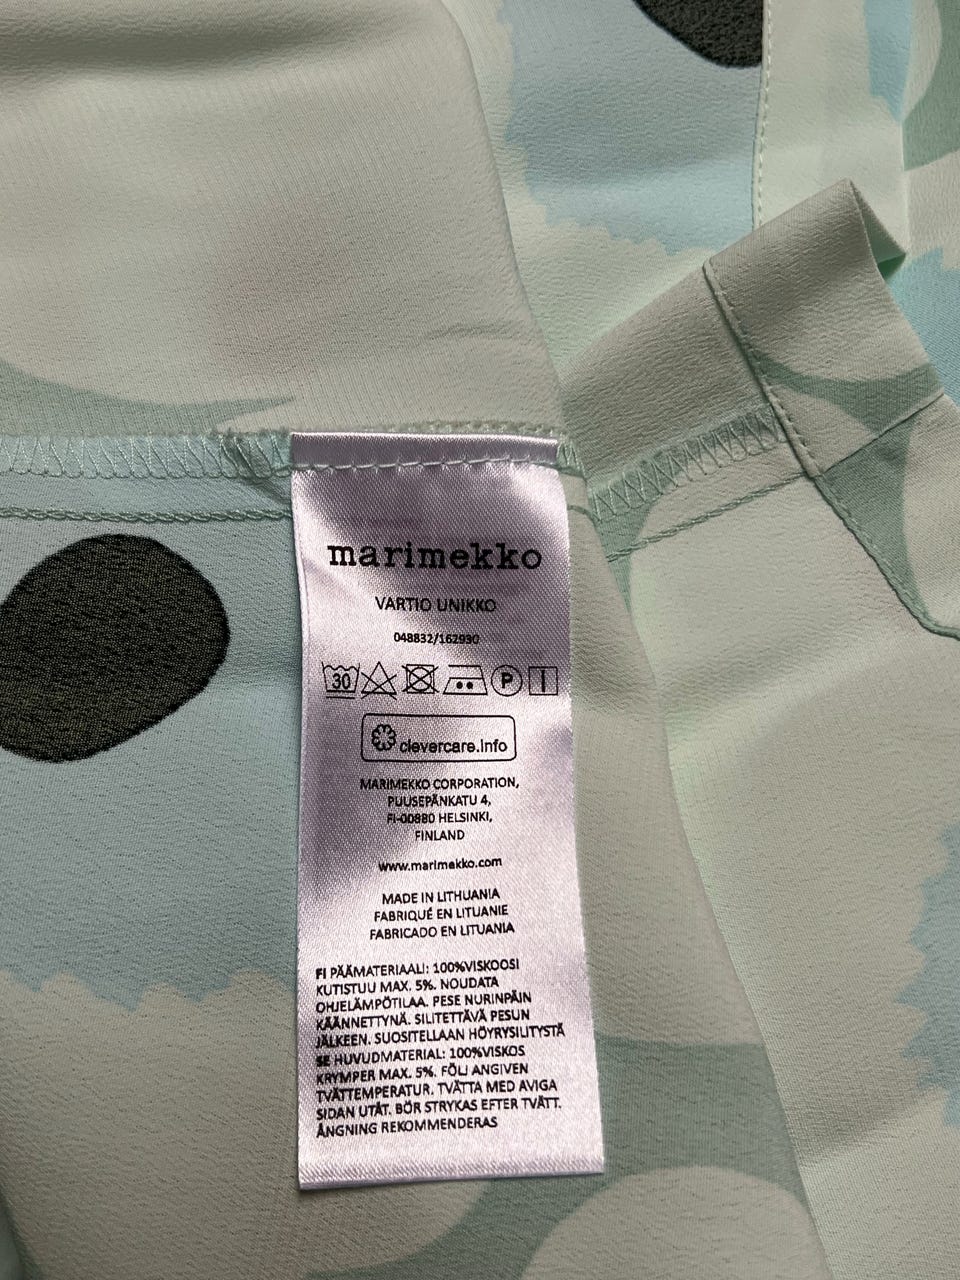 marimekko
VARTIO UNIKKO
048832/162930
30 P
clevercare.info
MARIMEKKO CORPORATION,
PUUSEPÄNKATU 4,
FI-00880 HELSINKI,
FINLAND
www.marimekko.com
MADE IN LITHUANIA
FABRIQUÉ EN LITUANIE
FABRICADO EN LITUANIA
FI PÄÄMATERIAALI: 100%VISKOOSI
KUTISTUU MAX. 5%. NOUDATA
OHJELÄMPÖTILAA. PESE NURINPÄIN
KÄÄNNETTYNÄ. SILITETTÄVÄ PESUN
JÄLKEEN. SUOSITELLAAN HÖYRYSILITYSTÄ
SE HUVUDMATERIAL: 100%VISKOS
KRYMPER MAX. 5%. FÖLJ ANGIVEN
TVÄTTEMPERATUR. TVÄTTA MED AVIGA
SIDAN UTÅT. BÖR STRYKAS EFTER TVÄTT.
ÅNGNING REKOMMENDERAS